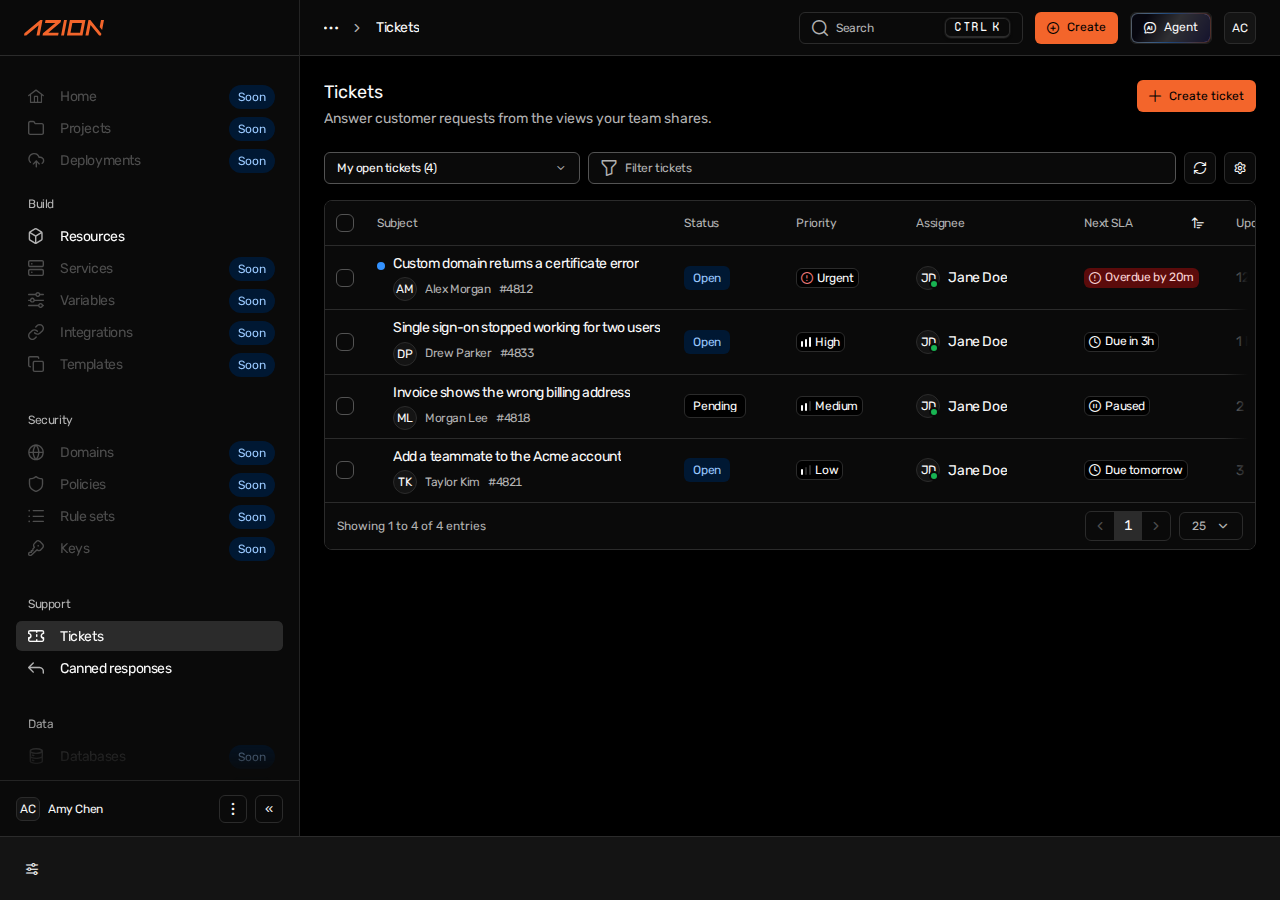 AZION
Tickets
Search
CTRL K
Create
Agent
AC
Home
Soon
Projects
Soon
Deployments
Soon
Build
Resources
Services
Soon
Variables
Soon
Integrations
Soon
Templates
Soon
Security
Domains
Soon
Policies
Soon
Rule sets
Soon
Keys
Soon
Support
Tickets
Canned responses
Data
Databases
Soon
AC
Amy Chen
Tickets
Answer customer requests from the views your team shares.
Create ticket
My open tickets (4)
Filter tickets
Subject
Status
Priority
Assignee
Next SLA
Custom domain returns a certificate error
AM
Alex Morgan
#4812
Open
Urgent
Jane Doe
Overdue by 20m
Single sign-on stopped working for two users
DP
Drew Parker
#4833
Open
High
Jane Doe
Due in 3h
Invoice shows the wrong billing address
ML
Morgan Lee
#4818
Pending
Medium
Jane Doe
Paused
Add a teammate to the Acme account
TK
Taylor Kim
#4821
Open
Low
Jane Doe
Due tomorrow
Showing 1 to 4 of 4 entries
1
25